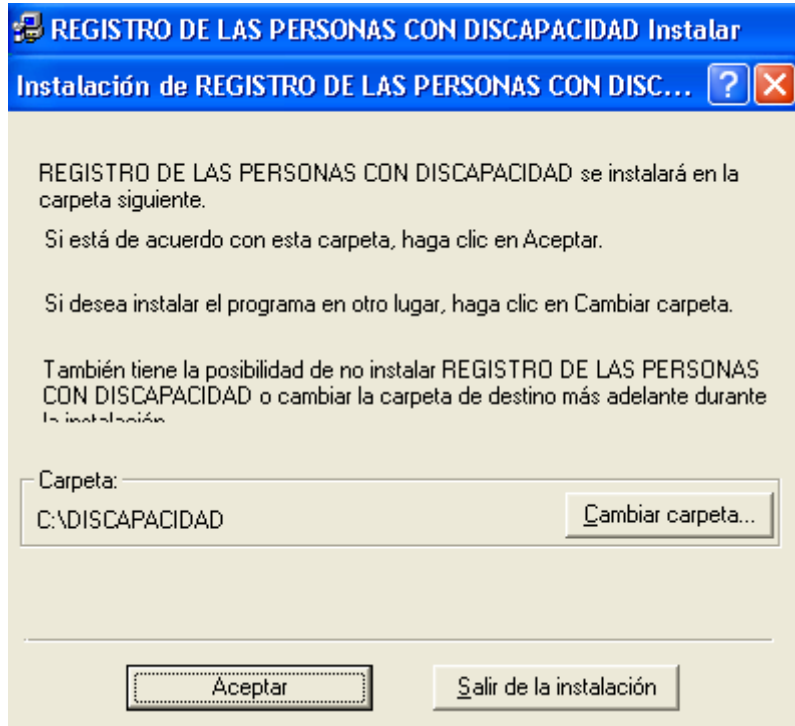 REGISTRO DE LAS PERSONAS CON DISCAPACIDAD Instalar
Instalación de REGISTRO DE LAS PERSONAS CON DISC...
REGISTRO DE LAS PERSONAS CON DISCAPACIDAD se instalará en la
carpeta siguiente.
Si está de acuerdo con esta carpeta, haga clic en Aceptar.
Si desea instalar el programa en otro lugar, haga clic en Cambiar carpeta.
También tiene la posibilidad de no instalar REGISTRO DE LAS PERSONAS
CON DISCAPACIDAD o cambiar la carpeta de destino más adelante durante
la instalación.
Carpeta:
C:\DISCAPACIDAD
Cambiar carpeta...
Aceptar
Salir de la instalación